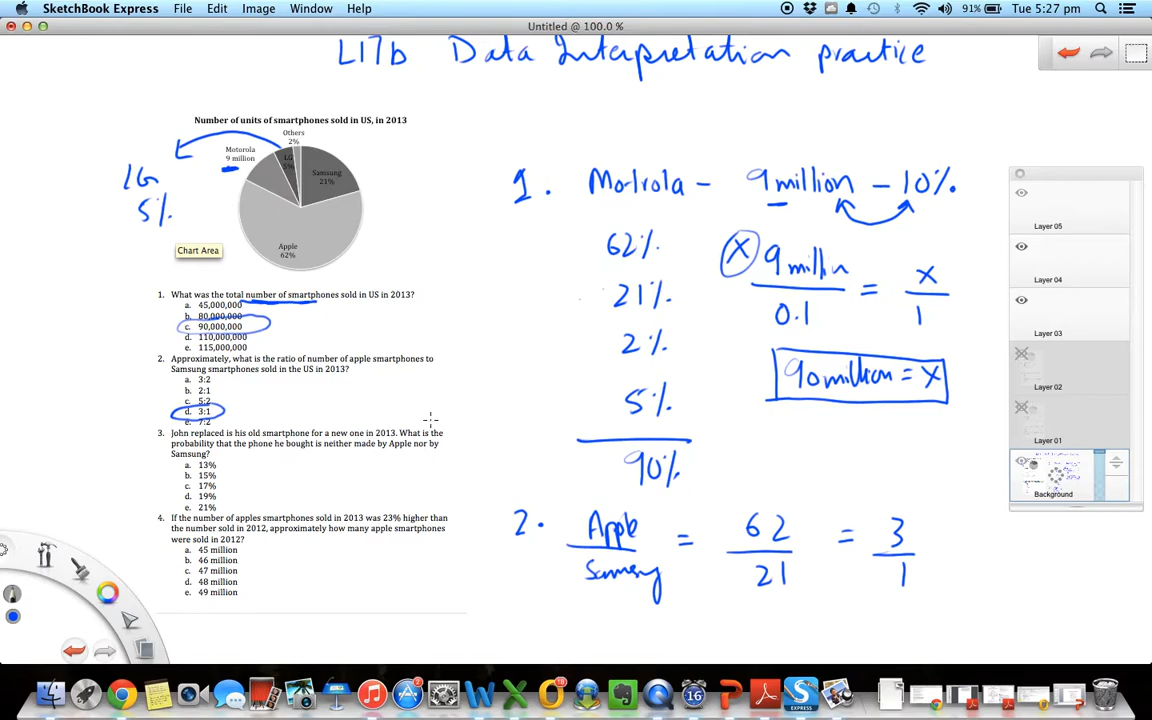 SketchBook Express File Edit Image Window Help
91% Tue 5:27 pm
Untitled @ 100.0 %
L17b Data Interpretation practice
Number of units of smartphones sold in US, in 2013
Others
2%
Motorola
9 million
LG
5%
Samsung
21%
Apple
62%
LG
5%
Chart Area
1. What was the total number of smartphones sold in US in 2013?
a. 45,000,000
b. 80,000,000
c. 90,000,000
d. 110,000,000
e. 115,000,000
2. Approximately, what is the ratio of number of apple smartphones to
Samsung smartphones sold in the US in 2013?
a. 3:2
b. 2:1
c. 5:2
d. 3:1
e. 7:2
3. John replaced is his old smartphone for a new one in 2013. What is the
probability that the phone he bought is neither made by Apple nor by
Samsung?
a. 13%
b. 15%
c. 17%
d. 19%
e. 21%
4. If the number of apples smartphones sold in 2013 was 23% higher than
the number sold in 2012, approximately how many apple smartphones
were sold in 2012?
a. 45 million
b. 46 million
c. 47 million
d. 48 million
e. 49 million
1. Motrola - 9 million - 10%.
62%
21%
2%
5%
90%
X 9 millin = x
0.1 1
90 million = x
2. Apple = 62 = 3
Samsung 21 1
Layer 05
Layer 04
Layer 03
Layer 02
Layer 01
Background
2
16
18
EXPRESS